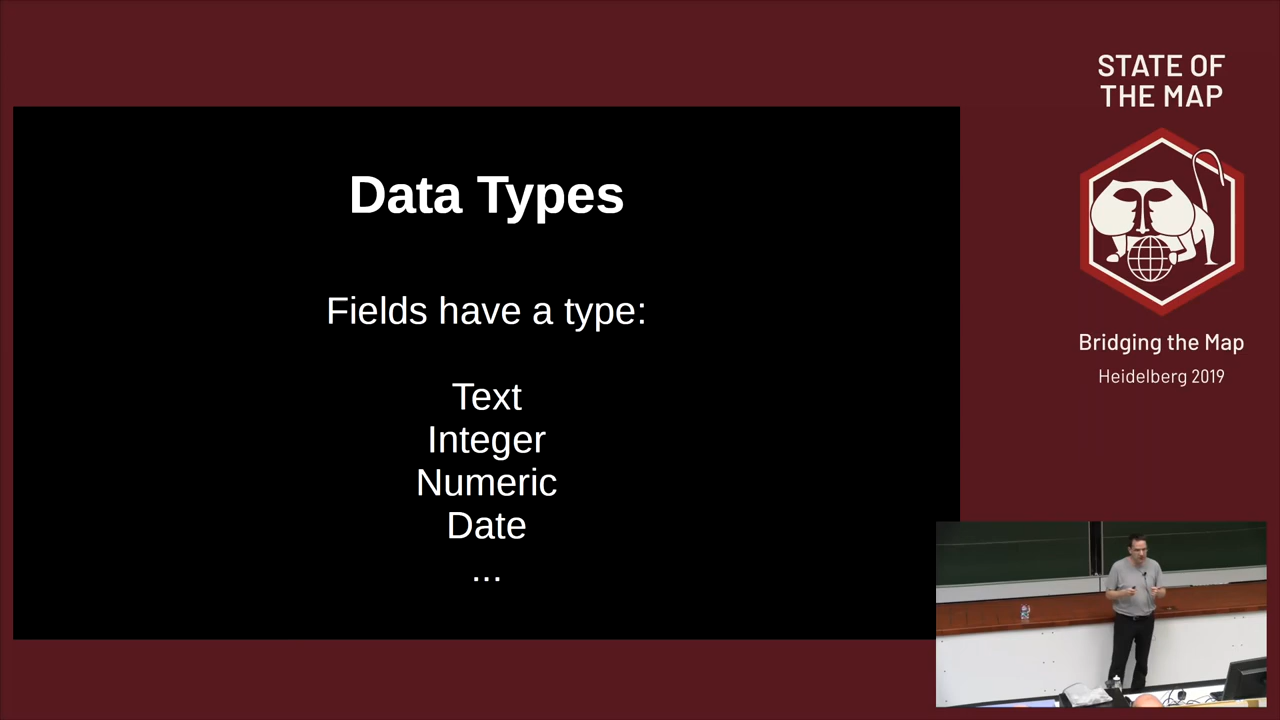 Data Types
Fields have a type:
Text
Integer
Numeric
Date
...
STATE OF
THE MAP
Bridging the Map
Heidelberg 2019